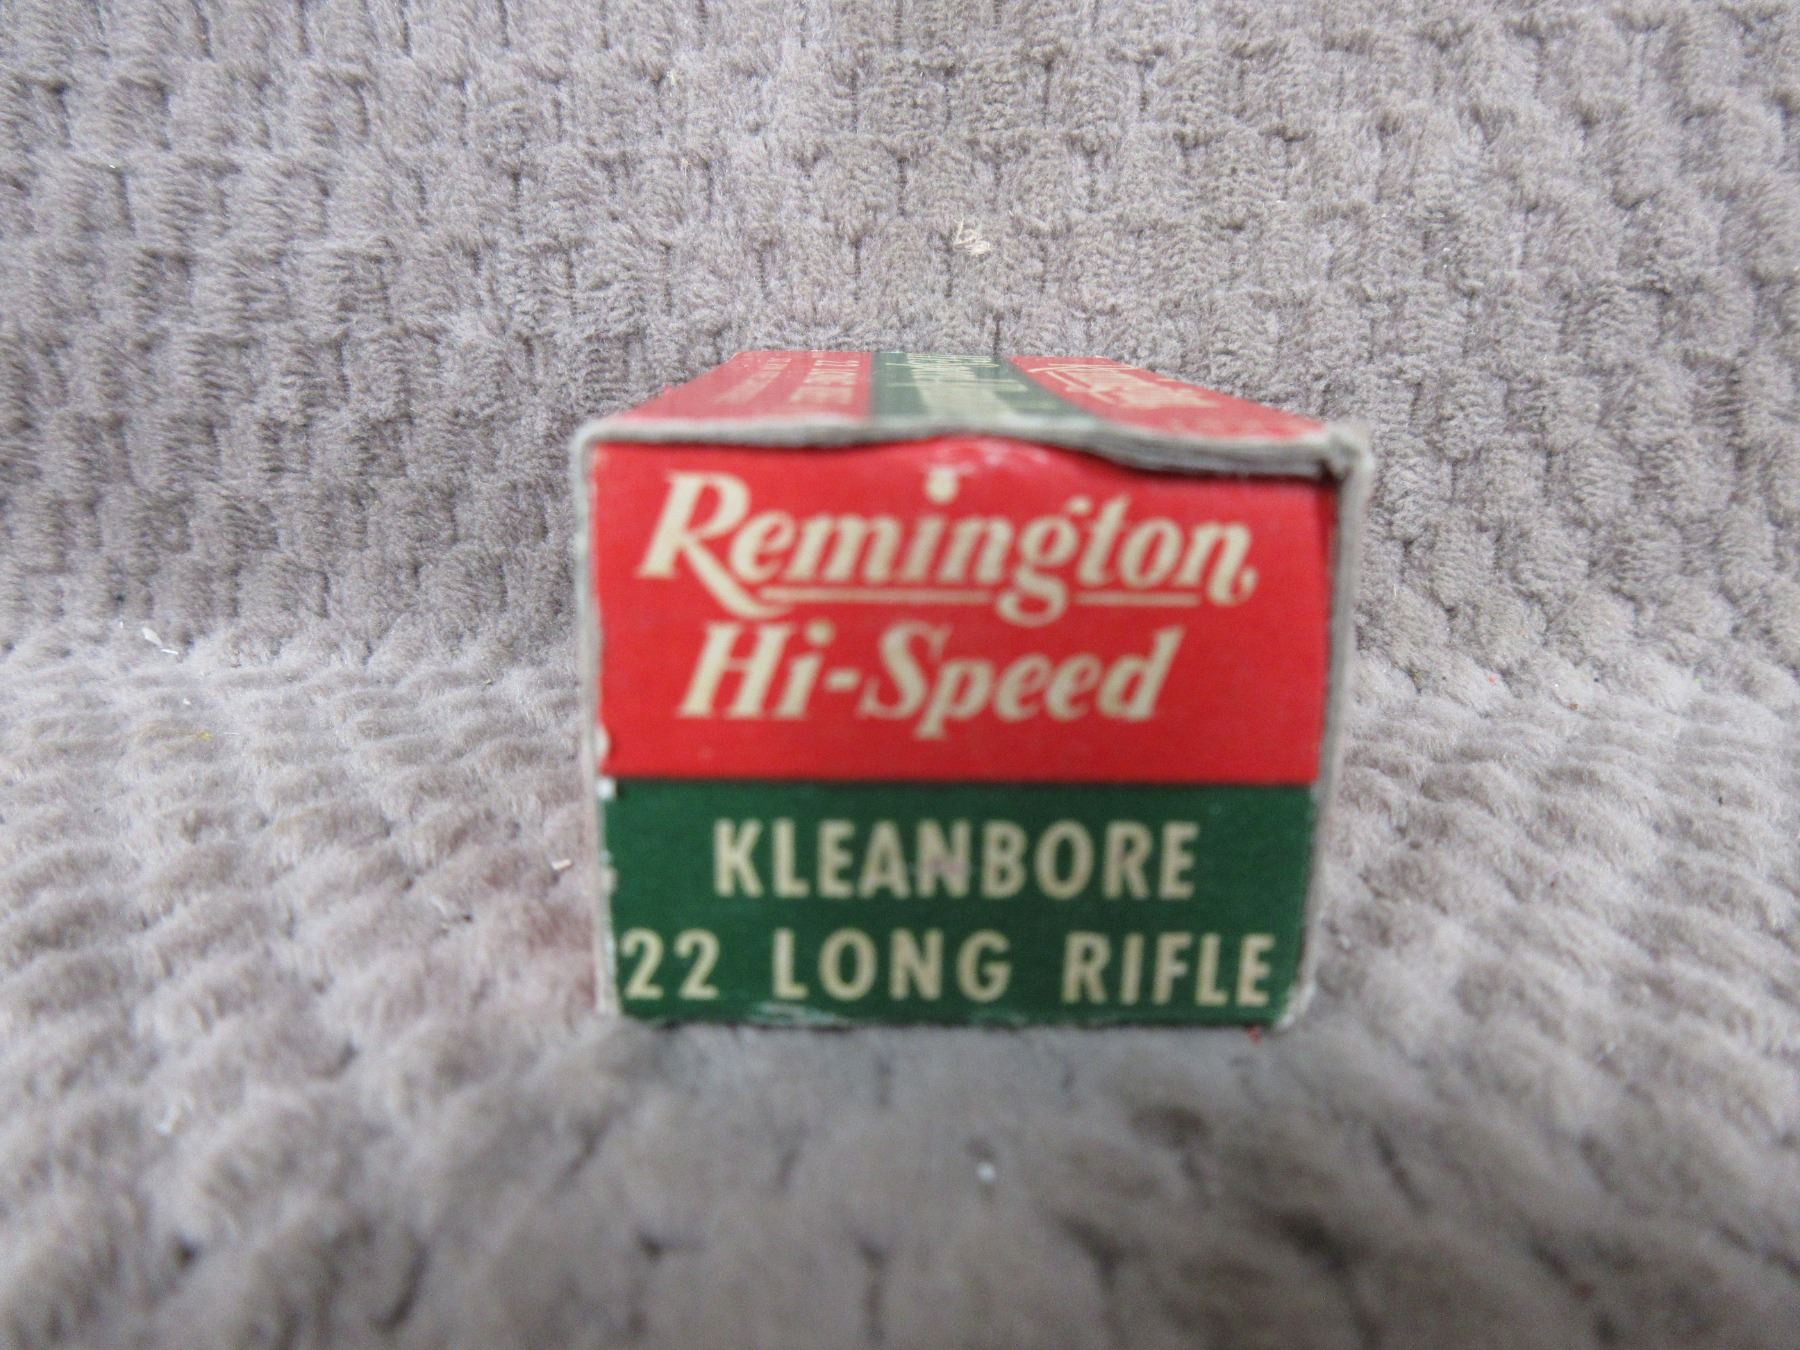 Remington,
Hi-Speed
KLEANBORE
22 LONG RIFLE